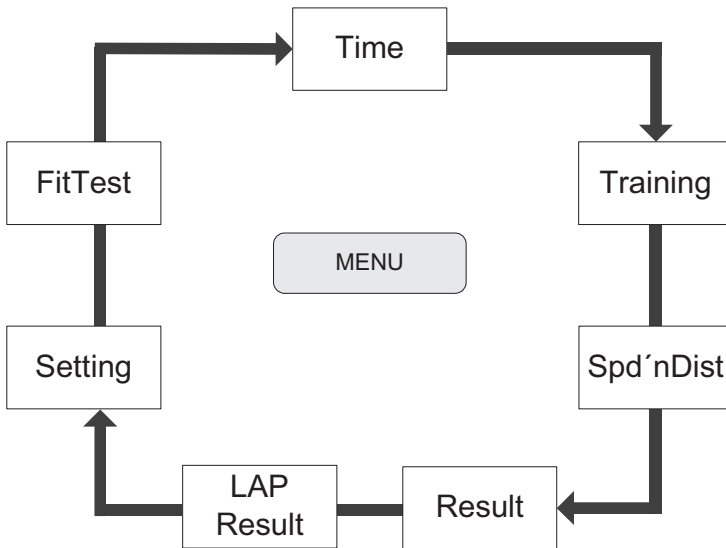 Time
FitTest
Training
MENU
Setting
Spd´nDist
LAP
Result
Result